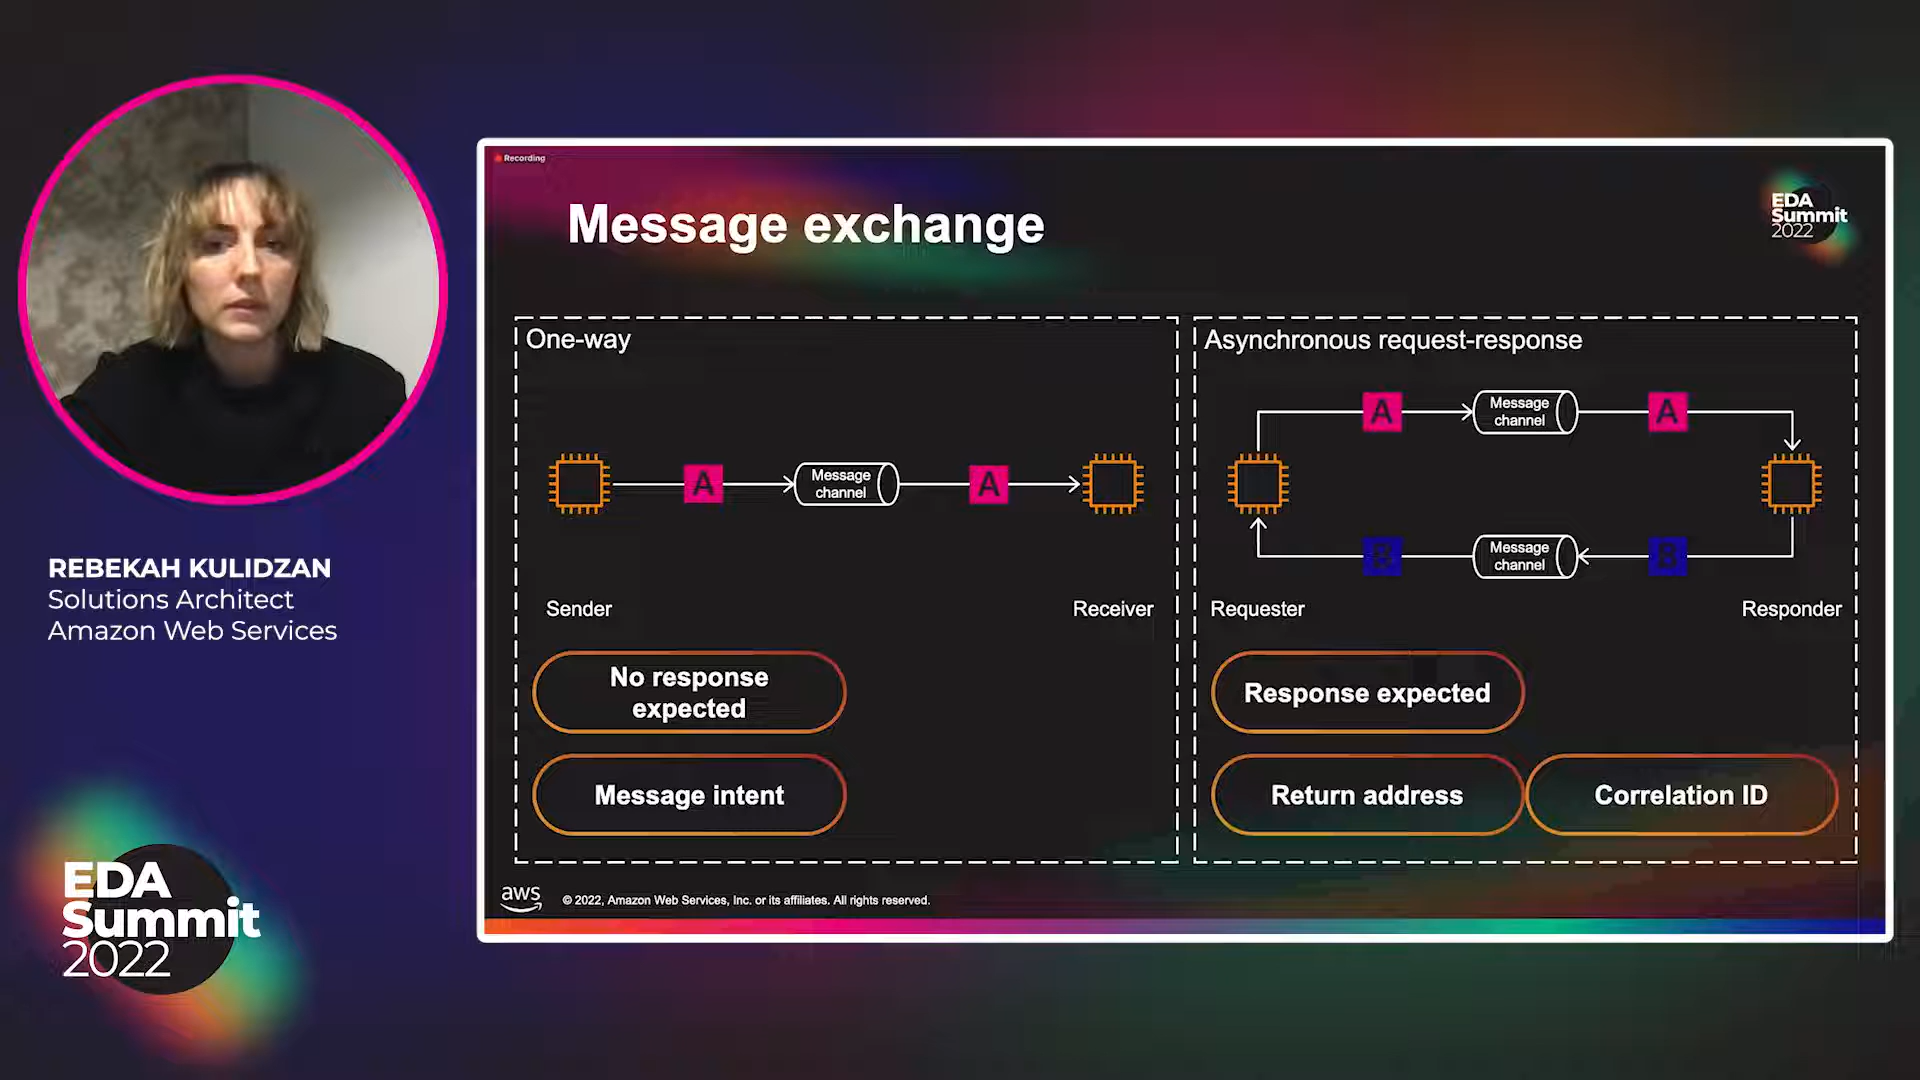 REBEKAH KULIDZAN
Solutions Architect
Amazon Web Services
EDA
Summit
2022
Recording
Message exchange
EDA
Summit
2022
One-way
A
Message
channel
A
Sender
Receiver
No response
expected
Message intent
Asynchronous request-response
A
Message
channel
A
B
Message
channel
B
Requester
Responder
Response expected
Return address
Correlation ID
aws
© 2022, Amazon Web Services, Inc. or its affiliates. All rights reserved.